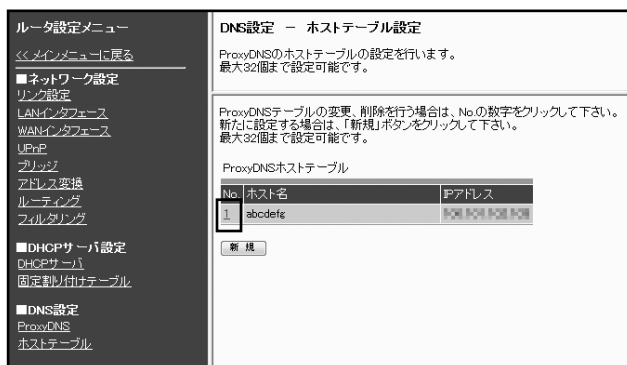 ルータ設定メニュー
<<メインメニューに戻る
■ネットワーク設定
リンク設定
LANインタフェース
WANインタフェース
UPnP
ブリッジ
アドレス変換
ルーティング
フィルタリング
■DHCPサーバ設定
DHCPサーバ
固定割り付けテーブル
■DNS設定
ProxyDNS
ホストテーブル
DNS設定 － ホストテーブル設定
ProxyDNSのホストテーブルの設定を行います。
最大32個まで設定可能です。
ProxyDNSテーブルの変更、削除を行う場合は、No.の数字をクリックして下さい。
新たに設定する場合は、「新規」ボタンをクリックして下さい。
最大32個まで設定可能です。
ProxyDNSホストテーブル
No. ホスト名 IPアドレス
1 abcdefg
新 規